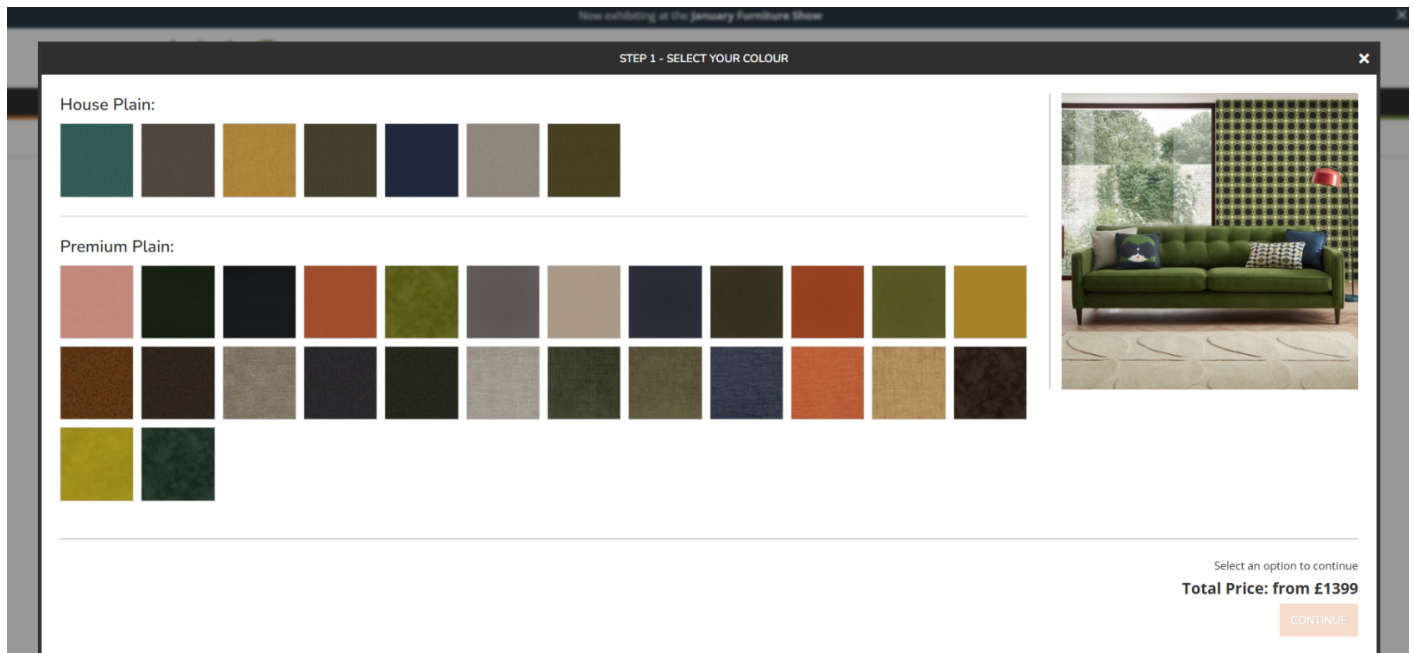 Now exhibiting at the January Furniture Show
STEP 1 - SELECT YOUR COLOUR
House Plain:
Premium Plain:
Select an option to continue
Total Price: from £1399
CONTINUE